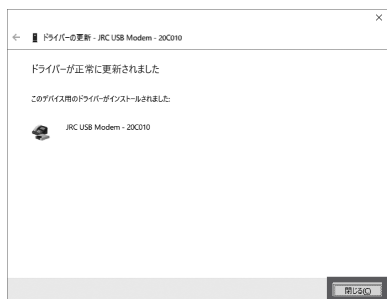 ドライバーの更新 - JRC USB Modem - 20C010
ドライバーが正常に更新されました
このデバイス用のドライバーがインストールされました:
JRC USB Modem - 20C010
閉じる(C)